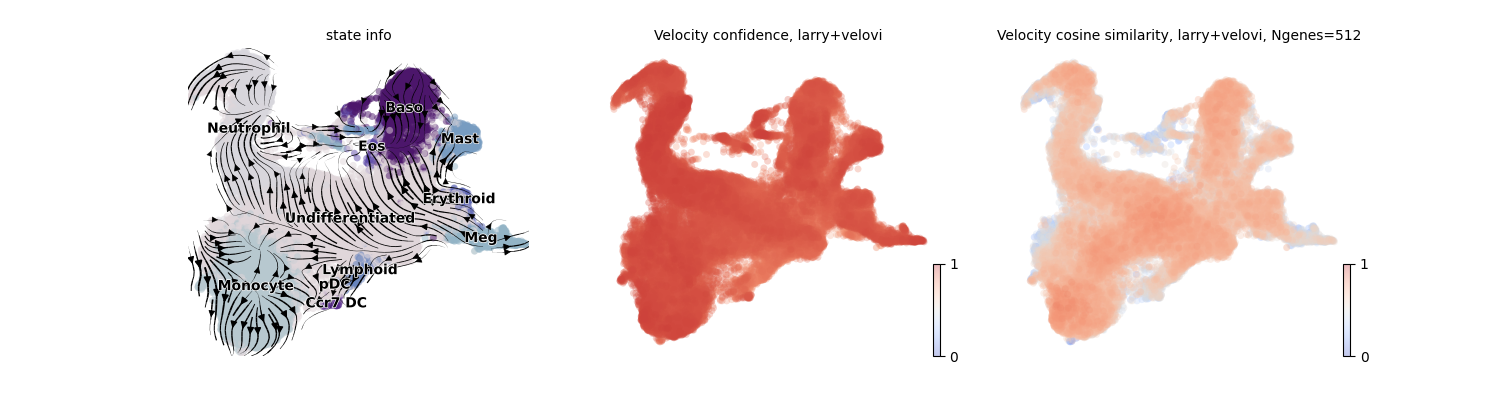 state info
Velocity confidence, larry+velovi
Velocity cosine similarity, larry+velovi, Ngenes=512
Baso
Neutrophil
Eos
Mast
Erythroid
Undifferentiated
Meg
Lymphoid
pDC
Monocyte
Ccr7 DC
1
0
1
0